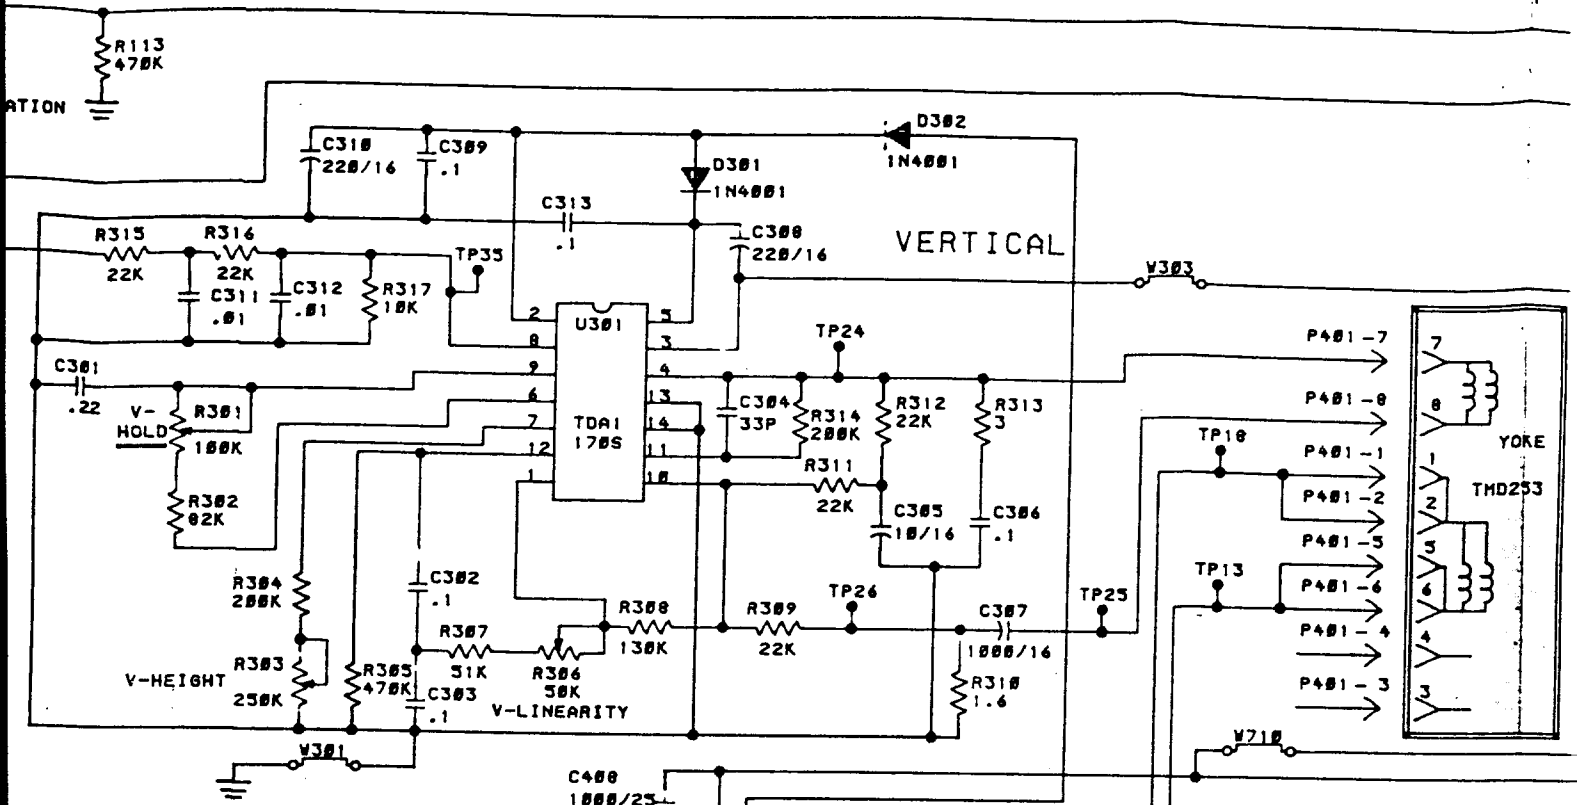 R113
470K
ATION
C310
220/16
C309
.1
D302
1N4001
D301
1N4001
C313
.1
C308
220/16
VERTICAL
R315
22K
R316
22K
TP35
C311
.01
C312
.01
R317
10K
W303
2
U301
5
8
3
9
4
6
13
7
TDA1
170S
14
12
11
1
10
TP24
P401-7
7
C301
.22
V-
HOLD
R301
100K
C304
33P
R314
200K
R312
22K
R313
3
P401-8
8
TP18
P401-1
1
YOKE
TMD253
R302
82K
R311
22K
P401-2
2
C305
10/16
C306
.1
P401-5
5
R304
200K
C302
.1
TP26
TP13
P401-6
6
R308
130K
R309
22K
C307
1000/16
TP25
R307
51K
R306
50K
P401-4
4
V-HEIGHT
R303
250K
R305
470K
C303
.1
V-LINEARITY
R310
1.6
P401-3
3
W301
W710
C408
1000/25